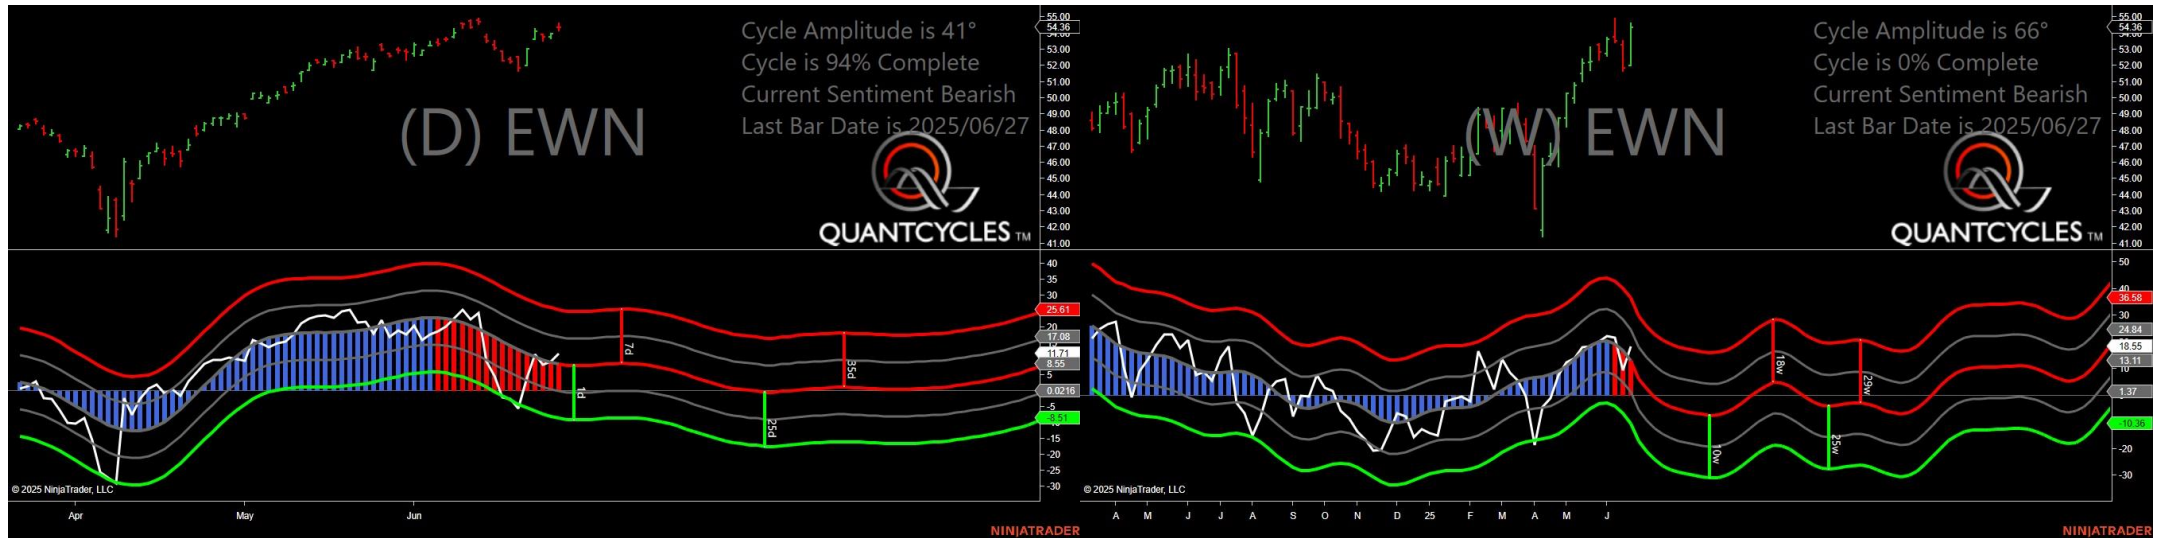 Cycle Amplitude is 41°
Cycle is 94% Complete
Current Sentiment Bearish
Last Bar Date is 2025/06/27
(D) EWN
QUANTCYCLES TM
55.00
54.36
54.00
53.00
52.00
51.00
50.00
49.00
48.00
47.00
46.00
45.00
44.00
43.00
42.00
41.00
40
35
30
25.61
20
17.08
11.71
8.55
5
0.0216
-5
-8.51
-15
-20
-25
-30
7d
35d
1d
25d
© 2025 NinjaTrader, LLC
Apr May Jun
NINJATRADER
Cycle Amplitude is 66°
Cycle is 0% Complete
Current Sentiment Bearish
Last Bar Date is 2025/06/27
(W) EWN
QUANTCYCLES TM
55.00
54.36
54.00
53.00
52.00
51.00
50.00
49.00
48.00
47.00
46.00
45.00
44.00
43.00
42.00
41.00
50
40
36.58
30
24.84
18.55
13.11
10
1.37
-10.36
-20
-30
18w
29w
10w
25w
© 2025 NinjaTrader, LLC
A M J J A S O N D 25 F M A M J
NINJATRADER